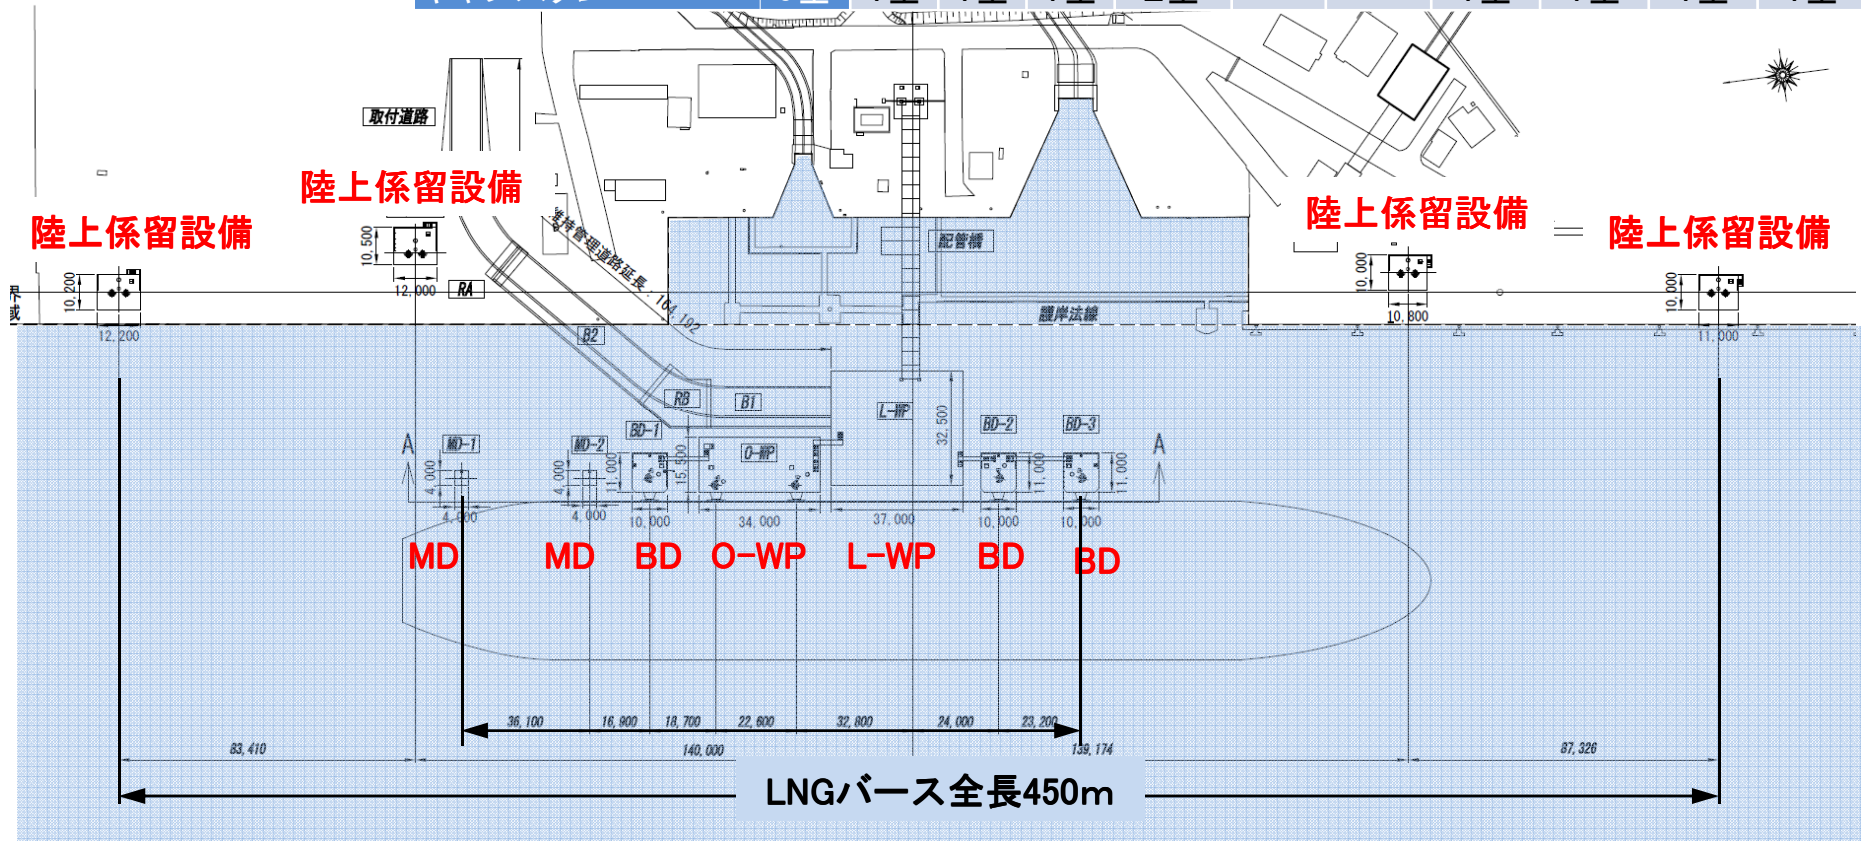 取付道路
陸上係留設備
陸上係留設備
陸上係留設備
陸上係留設備
10,500
12,000
RA
維持管理道路延長：164,192
配管橋
護岸法線
10,200
12,200
10,000
10,800
10,000
11,000
B2
RB
B1
L-WP
32,500
A
MD-1
MD-2
BD-1
O-WP
BD-2
BD-3
A
4,000
4,000
4,000
4,000
11,000
10,000
15,500
34,000
37,000
11,000
10,000
11,000
10,000
MD
MD
BD
O-WP
L-WP
BD
BD
36,100
16,900
18,700
22,600
32,800
24,000
23,200
83,410
140,000
139,174
87,326
LNGバース全長450m